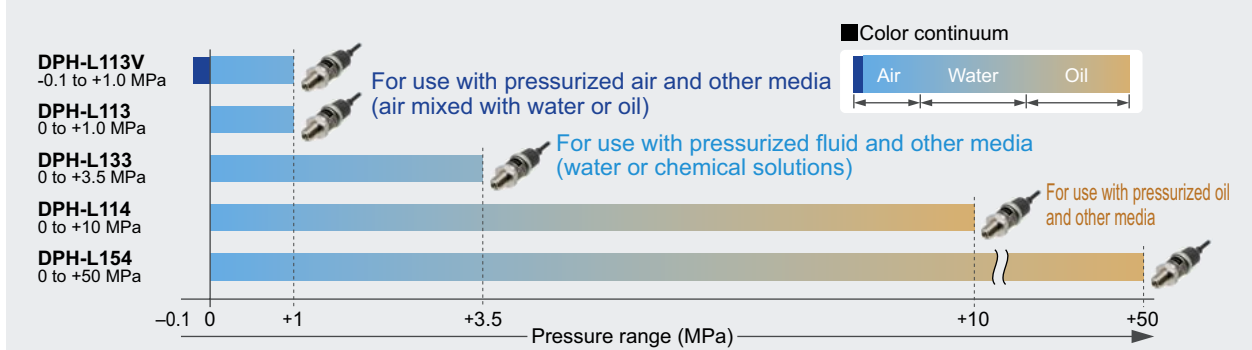 ■Color continuum
Air Water Oil
DPH-L113V
-0.1 to +1.0 MPa
For use with pressurized air and other media
(air mixed with water or oil)
DPH-L113
0 to +1.0 MPa
DPH-L133
0 to +3.5 MPa
For use with pressurized fluid and other media
(water or chemical solutions)
DPH-L114
0 to +10 MPa
For use with pressurized oil
and other media
DPH-L154
0 to +50 MPa
–0.1 0 +1 +3.5 +10 +50
Pressure range (MPa)